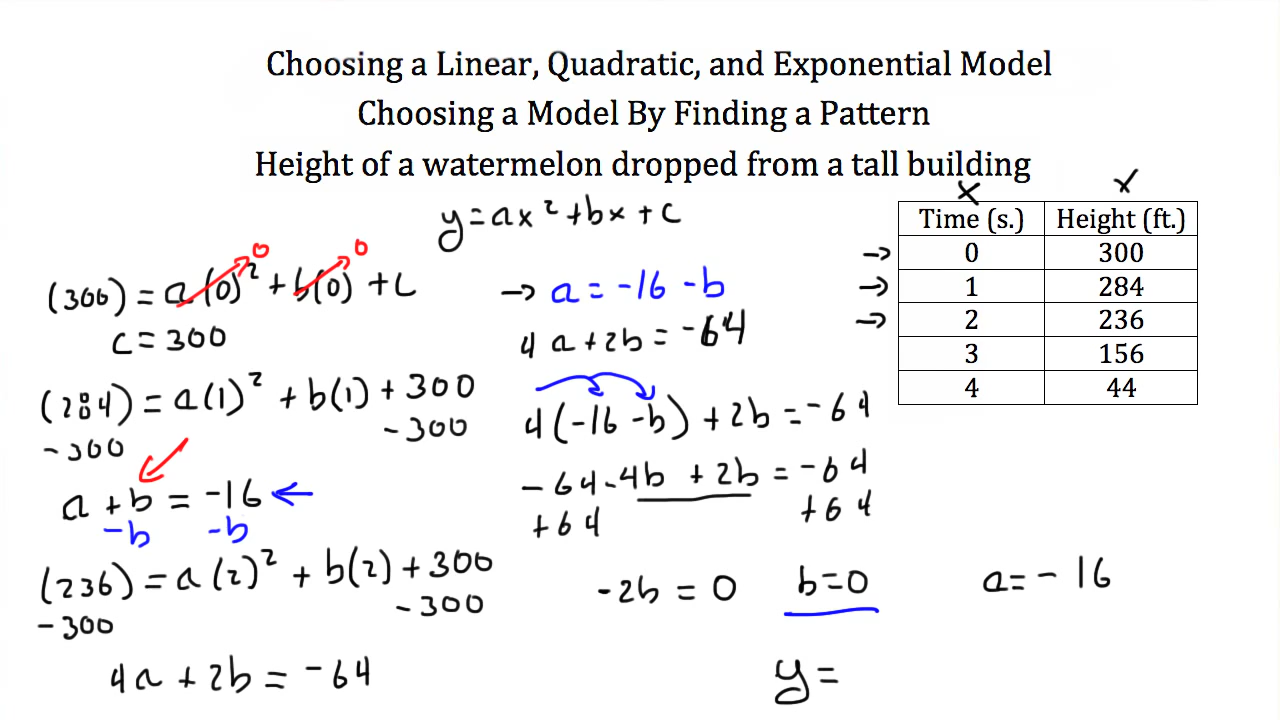 Choosing a Linear, Quadratic, and Exponential Model
Choosing a Model By Finding a Pattern
Height of a watermelon dropped from a tall building
y = ax² + bx + c
(300) = a(0)² + b(0) + c
0 0
c = 300
(284) = a(1)² + b(1) + 300
-300 -300
a + b = -16 ←
-b -b
(236) = a(2)² + b(2) + 300
-300 -300
4a + 2b = -64
→ a = -16 - b
4a + 2b = -64
4(-16 - b) + 2b = -64
-64 - 4b + 2b = -64
+64 +64
-2b = 0 b = 0 a = -16
y =
x y
Time (s.) Height (ft.)
→ 0 300
→ 1 284
→ 2 236
3 156
4 44